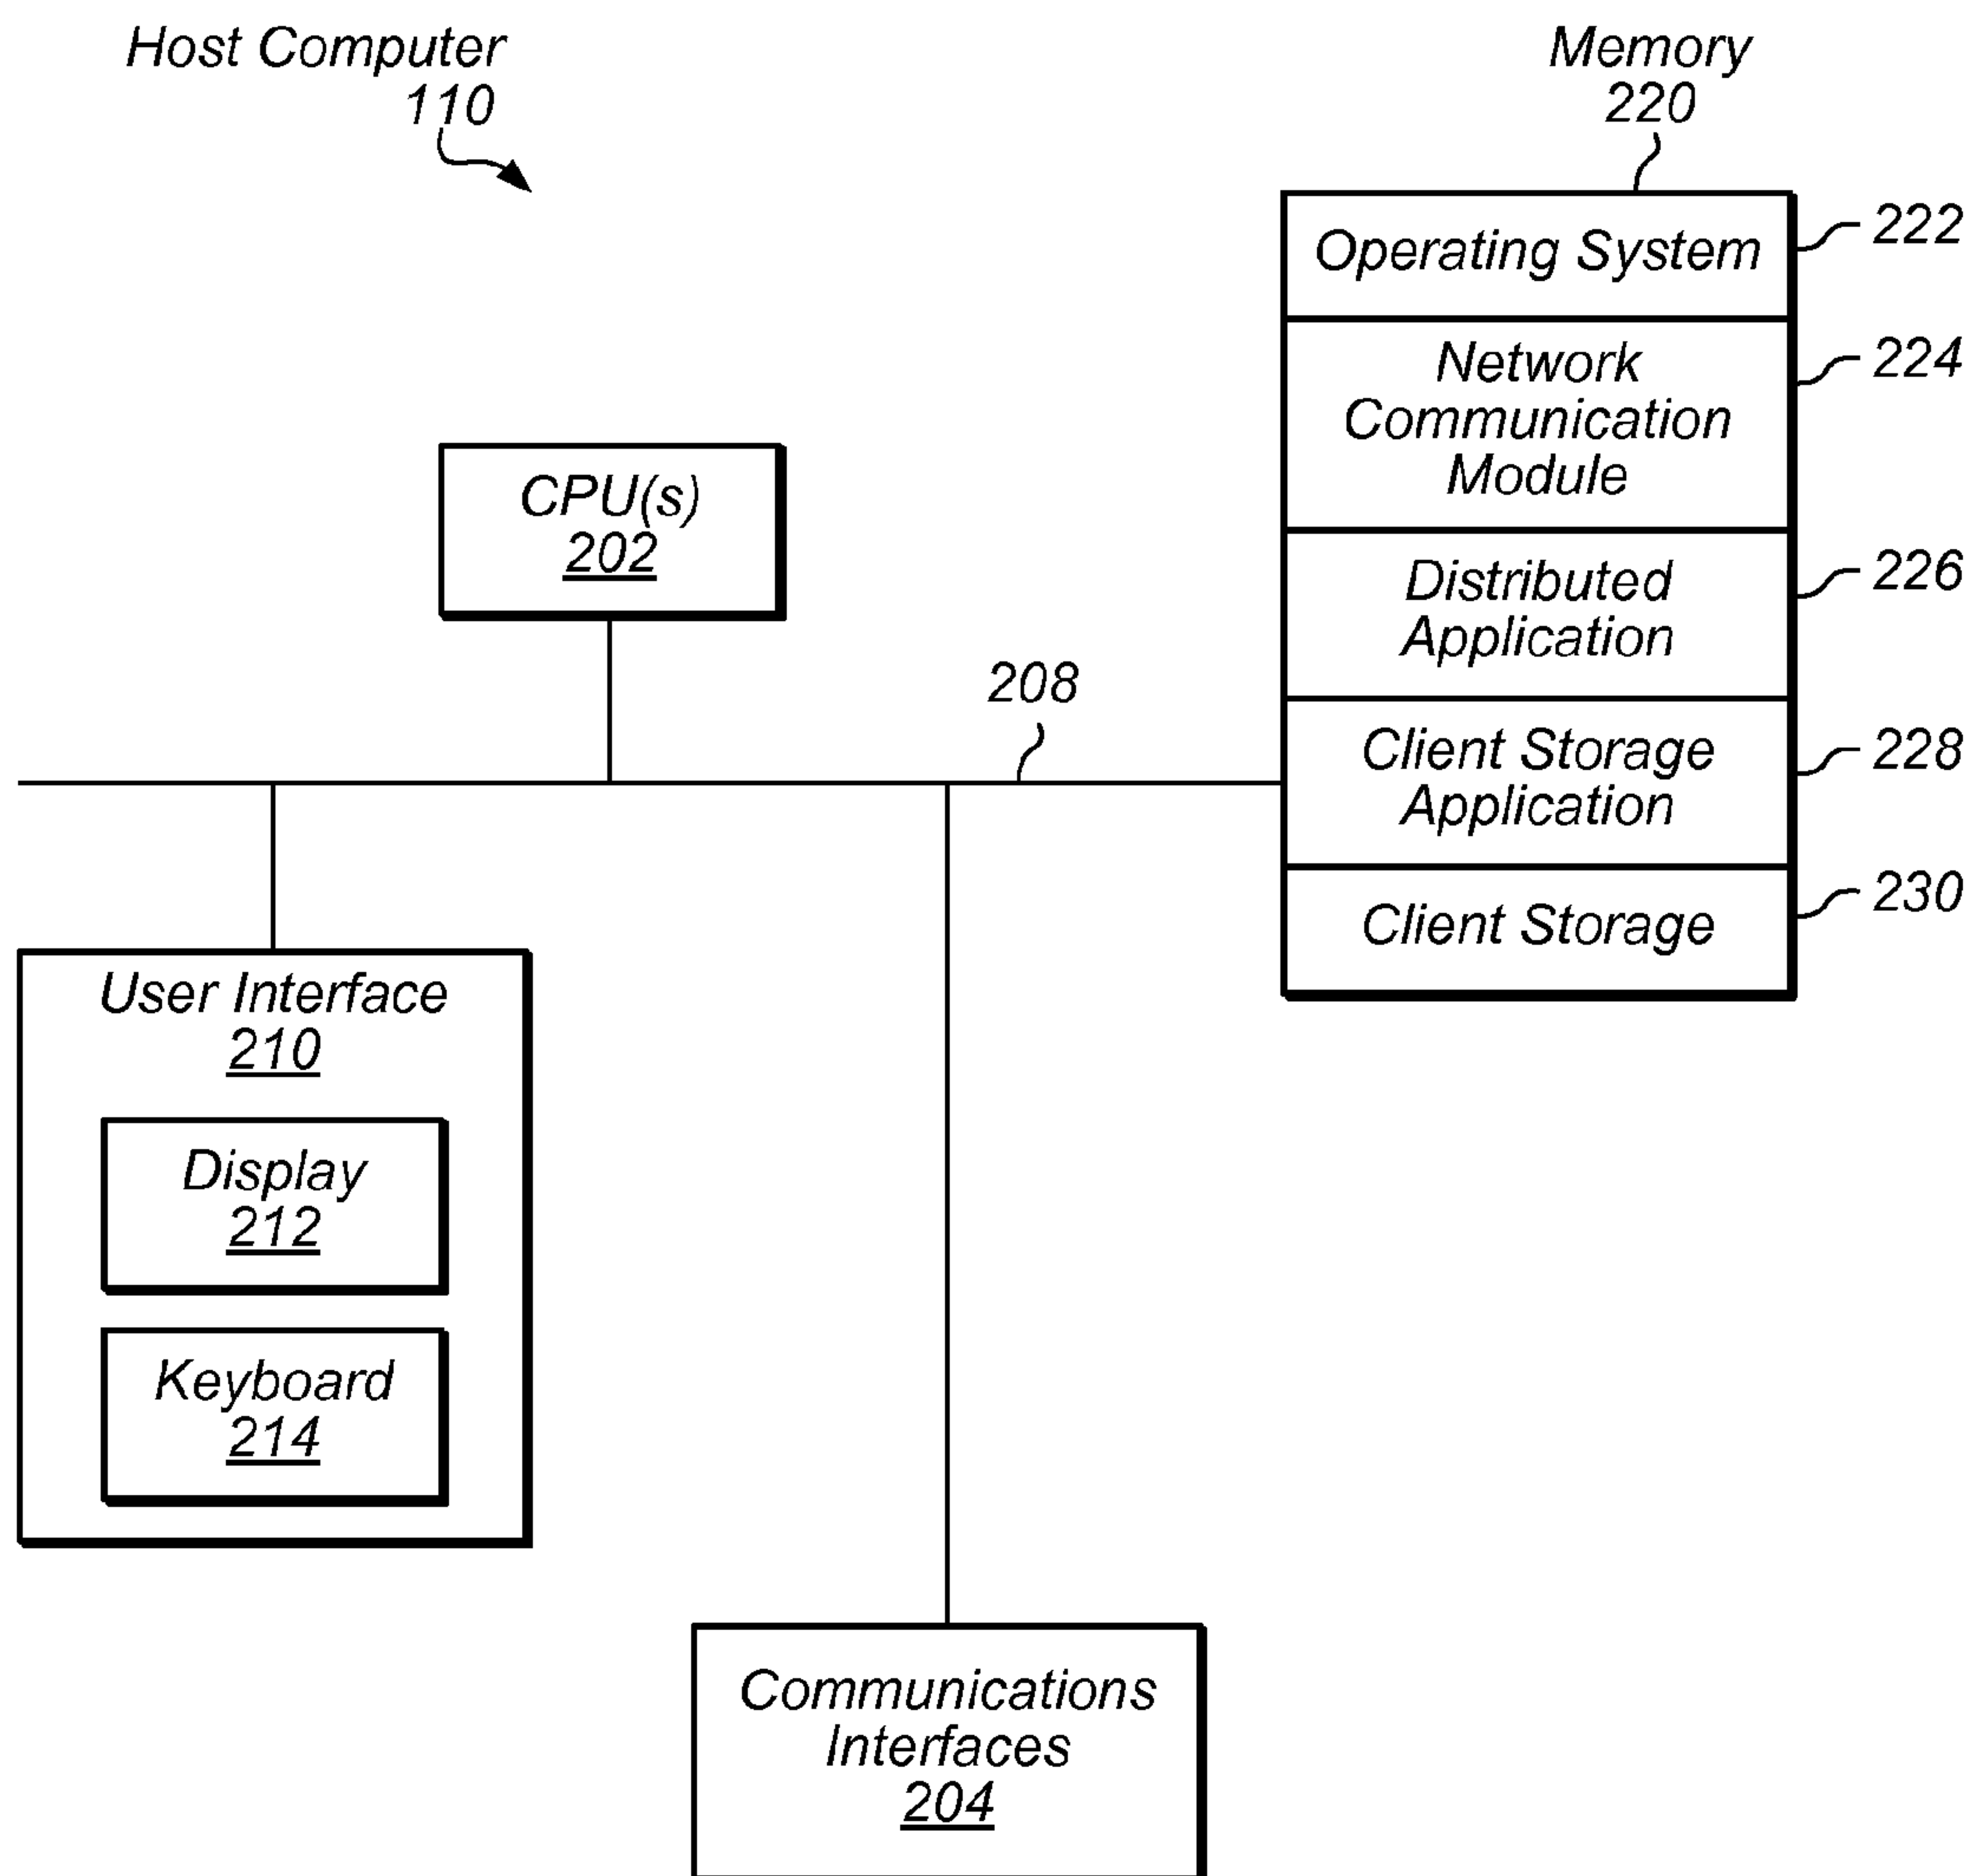 Host Computer
110
Memory
220
Operating System
222
Network
Communication
Module
224
Distributed
Application
226
Client Storage
Application
228
Client Storage
230
CPU(s)
202
208
User Interface
210
Display
212
Keyboard
214
Communications
Interfaces
204